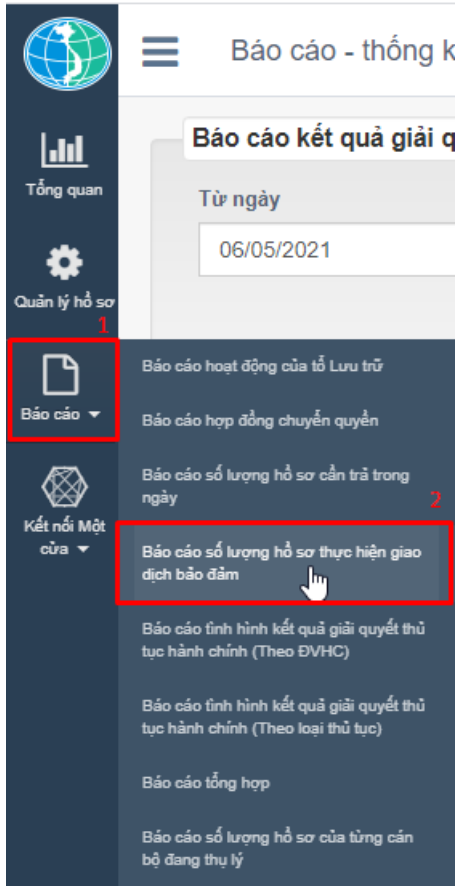 Báo cáo - thống k
Báo cáo kết quả giải q
Tổng quan
Từ ngày
06/05/2021
Quản lý hồ sơ
1
Báo cáo
Báo cáo hoạt động của tổ Lưu trữ
Báo cáo hợp đồng chuyển quyền
Báo cáo số lượng hồ sơ cần trả trong
ngày
2
Kết nối Một
cửa
Báo cáo số lượng hồ sơ thực hiện giao
dịch bảo đảm
Báo cáo tình hình kết quả giải quyết thủ
tục hành chính (Theo ĐVHC)
Báo cáo tình hình kết quả giải quyết thủ
tục hành chính (Theo loại thủ tục)
Báo cáo tổng hợp
Báo cáo số lượng hồ sơ của từng cán
bộ đang thụ lý